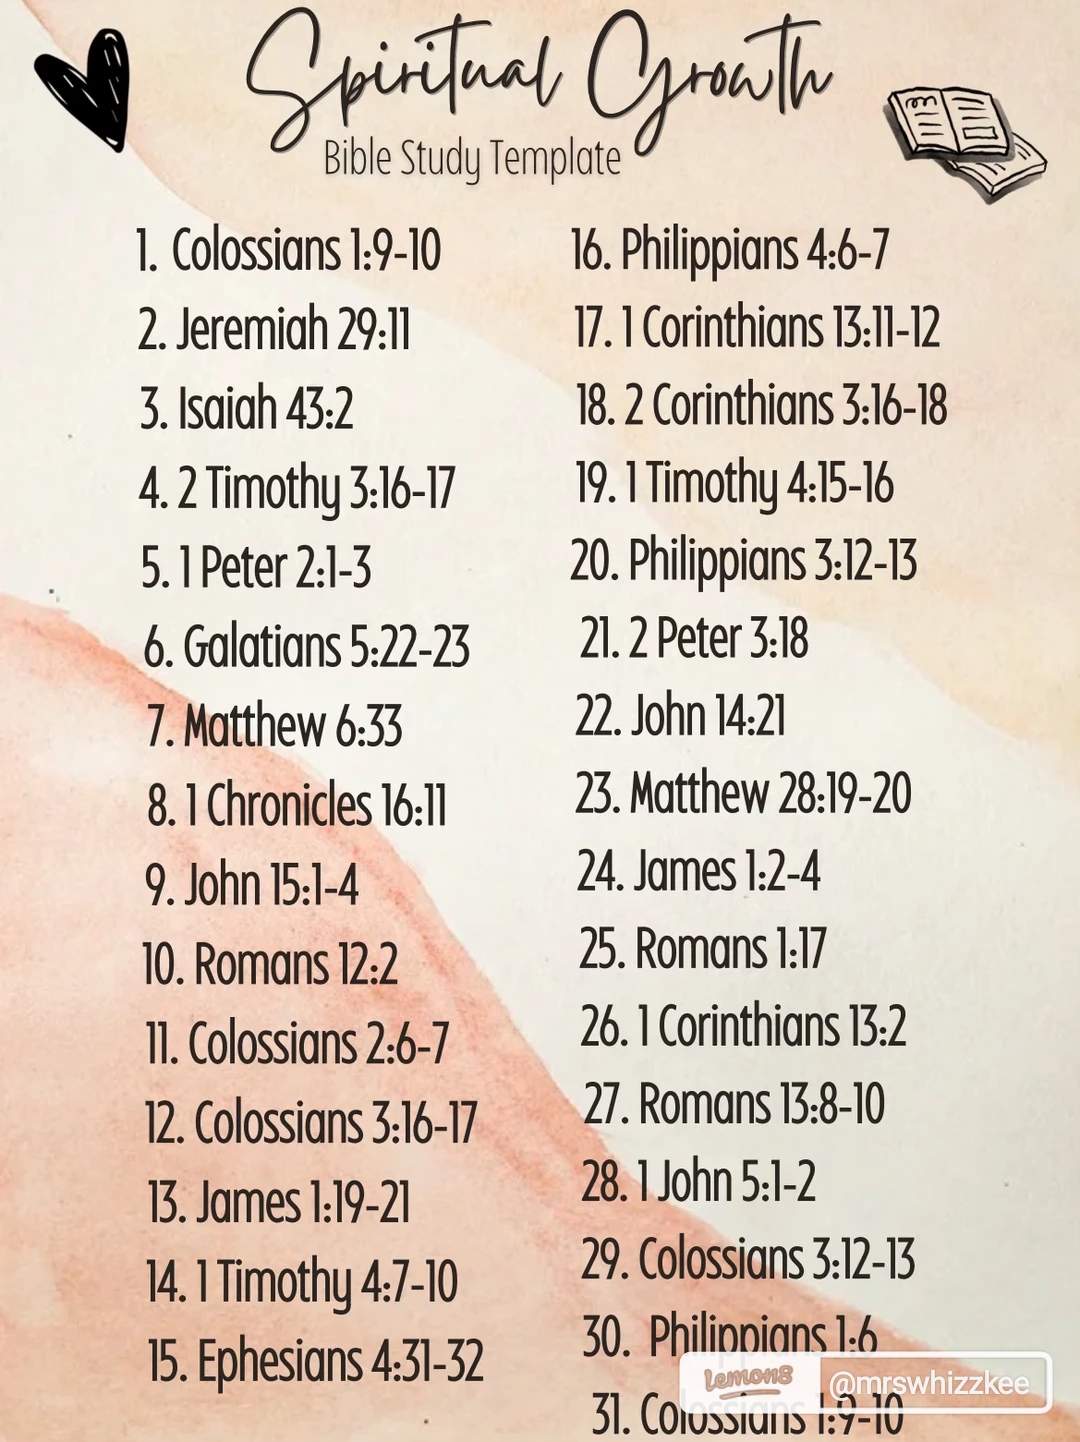 Spiritual Growth
Bible Study Template
1. Colossians 1:9-10
2. Jeremiah 29:11
3. Isaiah 43:2
4. 2 Timothy 3:16-17
5. 1 Peter 2:1-3
6. Galatians 5:22-23
7. Matthew 6:33
8. 1 Chronicles 16:11
9. John 15:1-4
10. Romans 12:2
11. Colossians 2:6-7
12. Colossians 3:16-17
13. James 1:19-21
14. 1 Timothy 4:7-10
15. Ephesians 4:31-32
16. Philippians 4:6-7
17. 1 Corinthians 13:11-12
18. 2 Corinthians 3:16-18
19. 1 Timothy 4:15-16
20. Philippians 3:12-13
21. 2 Peter 3:18
22. John 14:21
23. Matthew 28:19-20
24. James 1:2-4
25. Romans 1:17
26. 1 Corinthians 13:2
27. Romans 13:8-10
28. 1 John 5:1-2
29. Colossians 3:12-13
30. Philippians 1:6
lemon8 @mrswhizzkee
31. Colossians 1:9-10